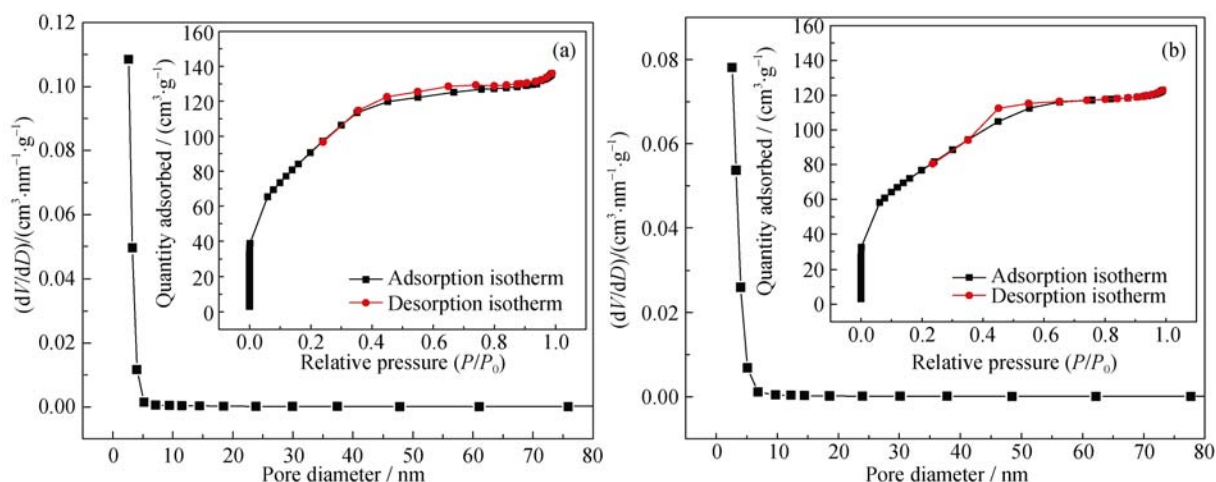 0.12
0.10
0.08
0.06
0.04
0.02
0.00
(dV/dD)/(cm³·nm⁻¹·g⁻¹)
0 10 20 30 40 50 60 70 80
Pore diameter / nm
(a)
160
140
120
100
80
60
40
20
0
Quantity adsorbed / (cm³·g⁻¹)
Adsorption isotherm
Desorption isotherm
0.0 0.2 0.4 0.6 0.8 1.0
Relative pressure (P/P₀)
0.08
0.06
0.04
0.02
0.00
(dV/dD)/(cm³·nm⁻¹·g⁻¹)
0 10 20 30 40 50 60 70 80
Pore diameter / nm
(b)
160
140
120
100
80
60
40
20
0
Quantity adsorbed / (cm³·g⁻¹)
Adsorption isotherm
Desorption isotherm
0.0 0.2 0.4 0.6 0.8 1.0
Relative pressure (P/P₀)